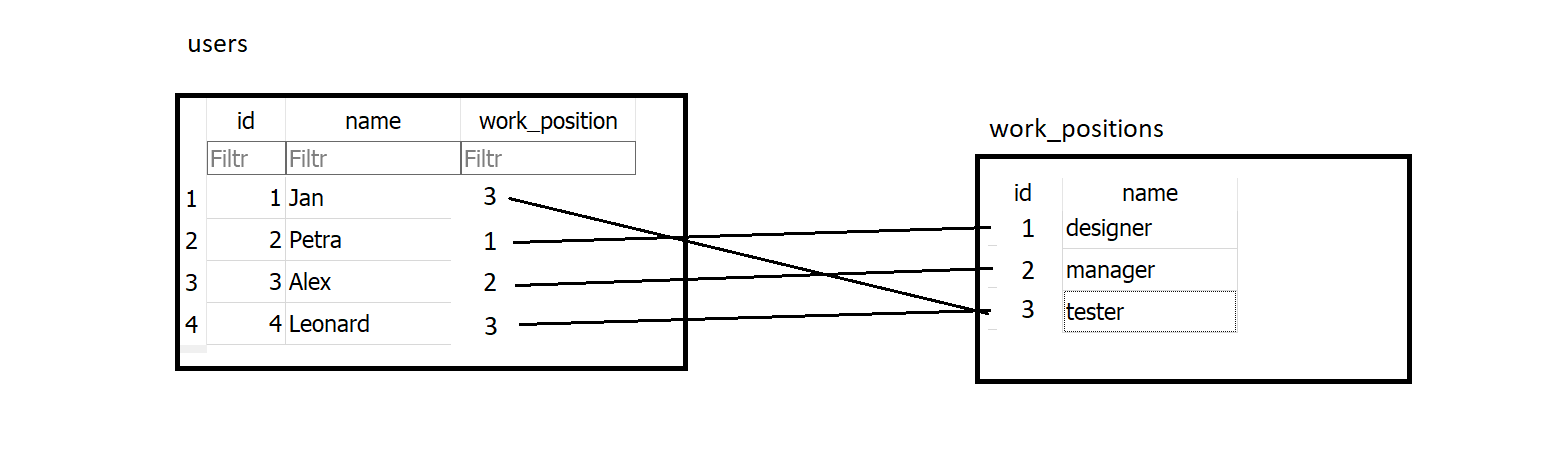 users
id name work_position
Filtr Filtr Filtr
1 1 Jan 3
2 2 Petra 1
3 3 Alex 2
4 4 Leonard 3
work_positions
id name
1 designer
2 manager
3 tester